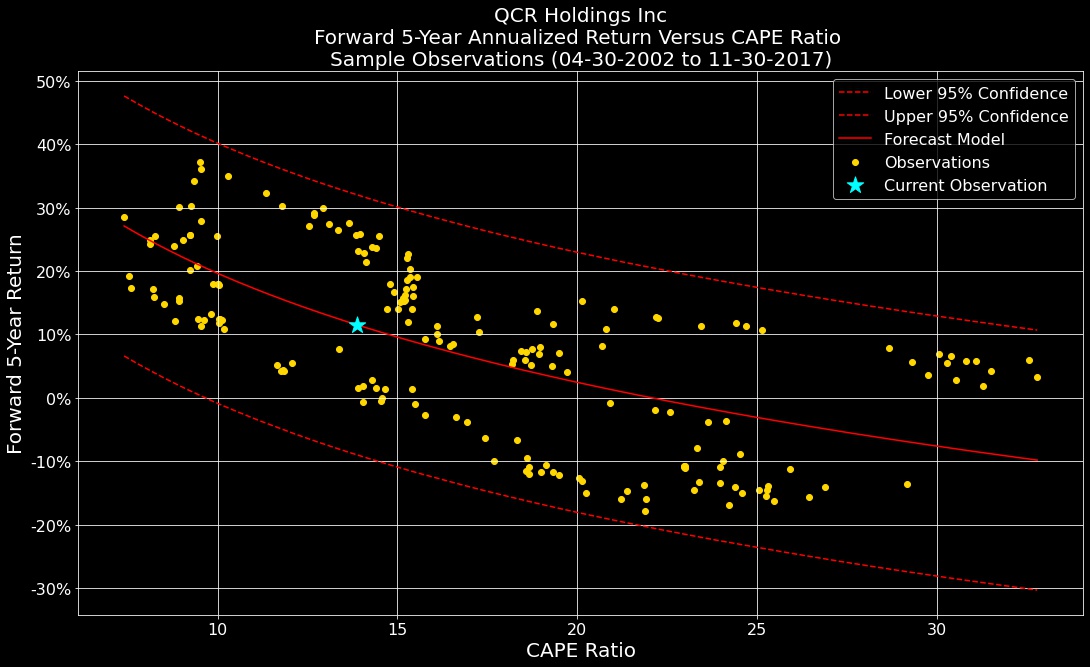 QCR Holdings Inc
Forward 5-Year Annualized Return Versus CAPE Ratio
Sample Observations (04-30-2002 to 11-30-2017)
Lower 95% Confidence
Upper 95% Confidence
Forecast Model
Observations
Current Observation
Forward 5-Year Return
50%
40%
30%
20%
10%
0%
-10%
-20%
-30%
10
15
20
25
30
CAPE Ratio